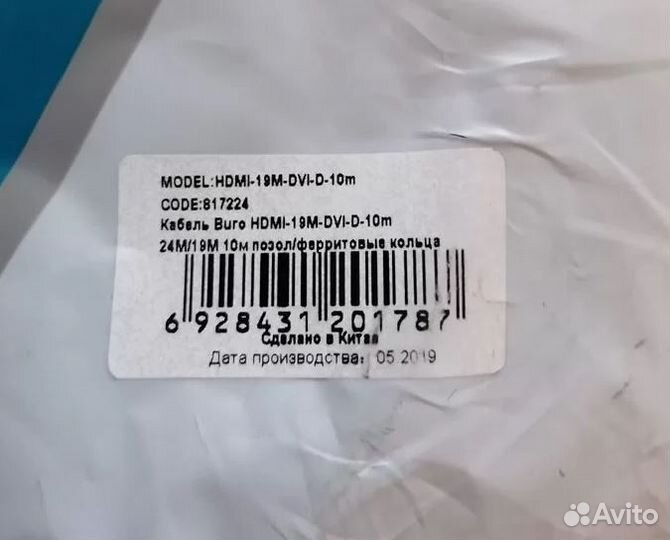 MODEL:HDMI-19M-DVI-D-10m
CODE:817224
Кабель Buro HDMI-19M-DVI-D-10m
24M/19M 10м позол/ферритовые кольца
6 928431 201787
Сделано в Китае
Дата производства: 05.2019
Avito